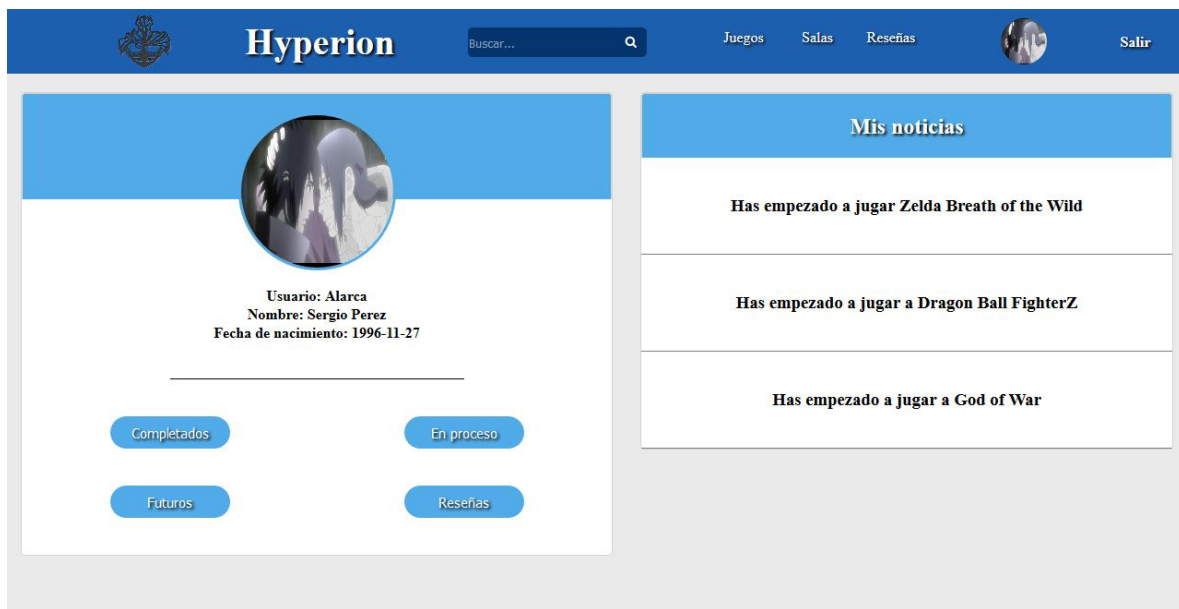 Hyperion
Buscar...
Juegos Salas Reseñas
Salir
Usuario: Alarca
Nombre: Sergio Perez
Fecha de nacimiento: 1996-11-27
Completados
En proceso
Futuros
Reseñas
Mis noticias
Has empezado a jugar Zelda Breath of the Wild
Has empezado a jugar a Dragon Ball FighterZ
Has empezado a jugar a God of War